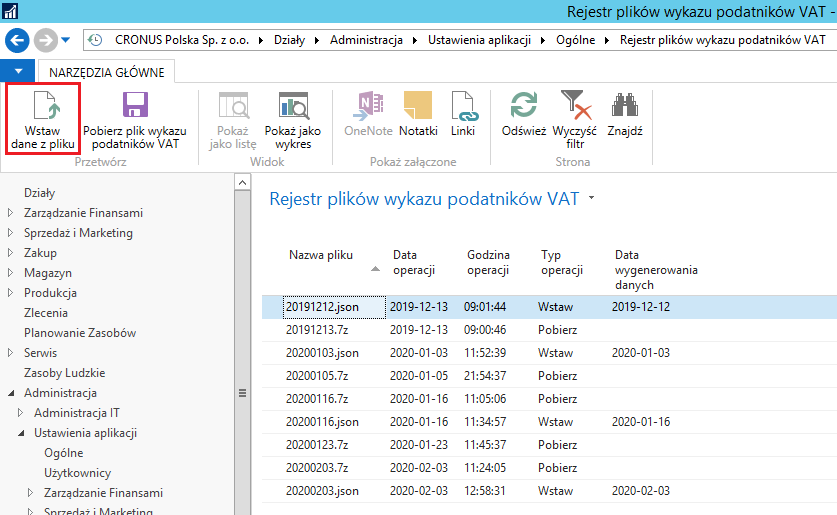 Rejestr plików wykazu podatników VAT -
CRONUS Polska Sp. z o.o. Działy Administracja Ustawienia aplikacji Ogólne Rejestr plików wykazu podatników VAT
NARZĘDZIA GŁÓWNE
Wstaw dane z pliku
Pobierz plik wykazu podatników VAT
Pokaż jako listę
Pokaż jako wykres
OneNote
Notatki
Linki
Odśwież
Wyczyść filtr
Znajdź
Przetwórz
Widok
Pokaż załączone
Strona
Działy
Zarządzanie Finansami
Sprzedaż i Marketing
Zakup
Magazyn
Produkcja
Zlecenia
Planowanie Zasobów
Serwis
Zasoby Ludzkie
Administracja
Administracja IT
Ustawienia aplikacji
Ogólne
Użytkownicy
Zarządzanie Finansami
Sprzedaż i Marketing
Rejestr plików wykazu podatników VAT
Nazwa pliku Data operacji Godzina operacji Typ operacji Data wygenerowania danych
20191212.json 2019-12-13 09:01:44 Wstaw 2019-12-12
20191213.7z 2019-12-13 09:00:46 Pobierz
20200103.json 2020-01-03 11:52:39 Wstaw 2020-01-03
20200105.7z 2020-01-05 21:54:37 Pobierz
20200116.7z 2020-01-16 11:05:06 Pobierz
20200116.json 2020-01-16 11:34:57 Wstaw 2020-01-16
20200123.7z 2020-01-23 11:45:37 Pobierz
20200203.7z 2020-02-03 11:24:05 Pobierz
20200203.json 2020-02-03 12:58:31 Wstaw 2020-02-03